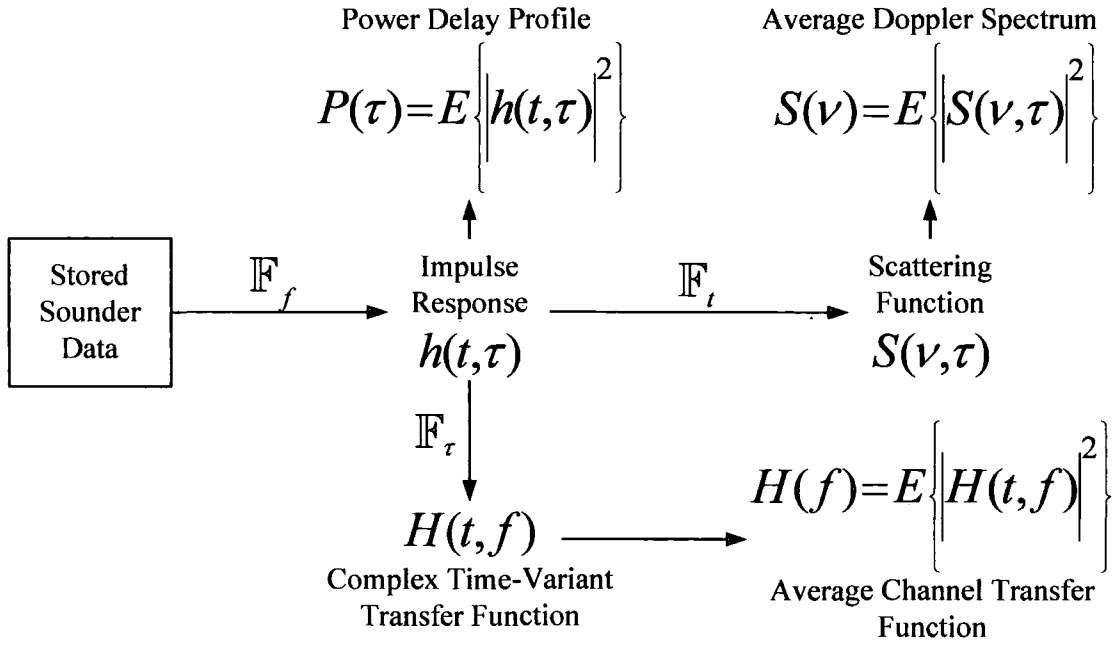 Power Delay Profile
P(τ)=E{|h(t,τ)|²}
Average Doppler Spectrum
S(ν)=E{|S(ν,τ)|²}
Stored
Sounder
Data
𝔽f
Impulse
Response
h(t,τ)
𝔽t
Scattering
Function
S(ν,τ)
𝔽τ
H(t,f)
Complex Time-Variant
Transfer Function
H(f)=E{|H(t,f)|²}
Average Channel Transfer
Function